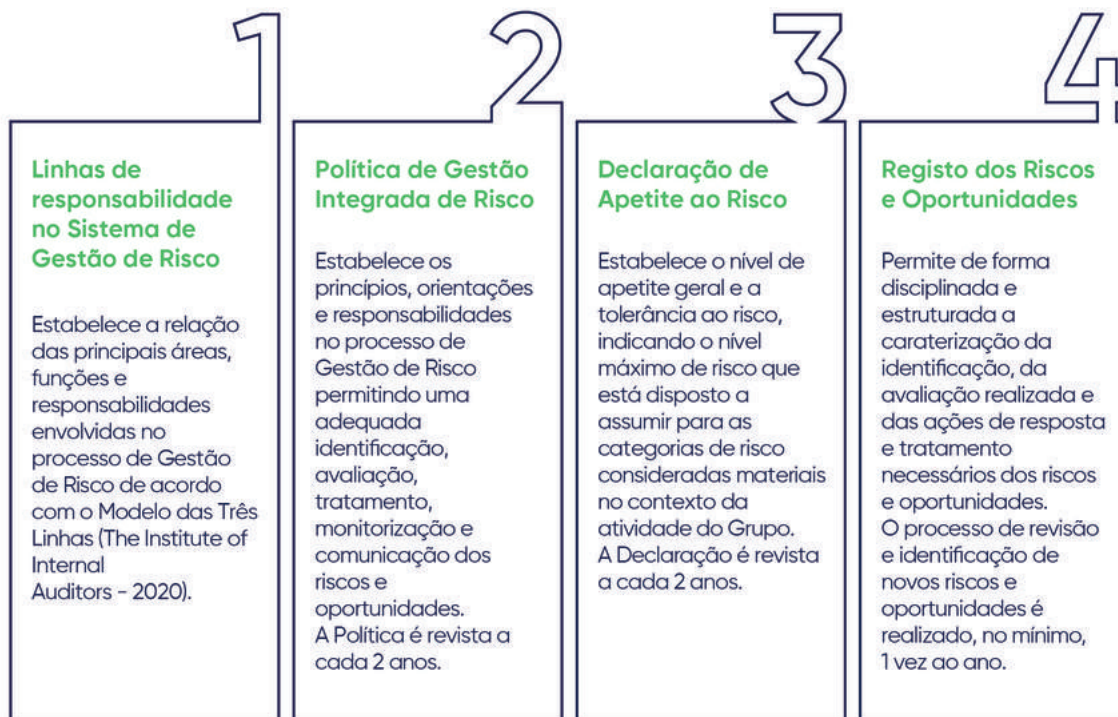 1
Linhas de
responsabilidade
no Sistema de
Gestão de Risco
Estabelece a relação
das principais áreas,
funções e
responsabilidades
envolvidas no
processo de Gestão
de Risco de acordo
com o Modelo das Três
Linhas (The Institute of
Internal
Auditors - 2020).
2
Política de Gestão
Integrada de Risco
Estabelece os
princípios, orientações
e responsabilidades
no processo de
Gestão de Risco
permitindo uma
adequada
identificação,
avaliação,
tratamento,
monitorização e
comunicação dos
riscos e
oportunidades.
A Política é revista a
cada 2 anos.
3
Declaração de
Apetite ao Risco
Estabelece o nível de
apetite geral e a
tolerância ao risco,
indicando o nível
máximo de risco que
está disposto a
assumir para as
categorias de risco
consideradas materiais
no contexto da
atividade do Grupo.
A Declaração é revista
a cada 2 anos.
4
Registo dos Riscos
e Oportunidades
Permite de forma
disciplinada e
estruturada a
caraterização da
identificação, da
avaliação realizada e
das ações de resposta
e tratamento
necessários dos riscos
e oportunidades.
O processo de revisão
e identificação de
novos riscos e
oportunidades é
realizado, no mínimo,
1 vez ao ano.